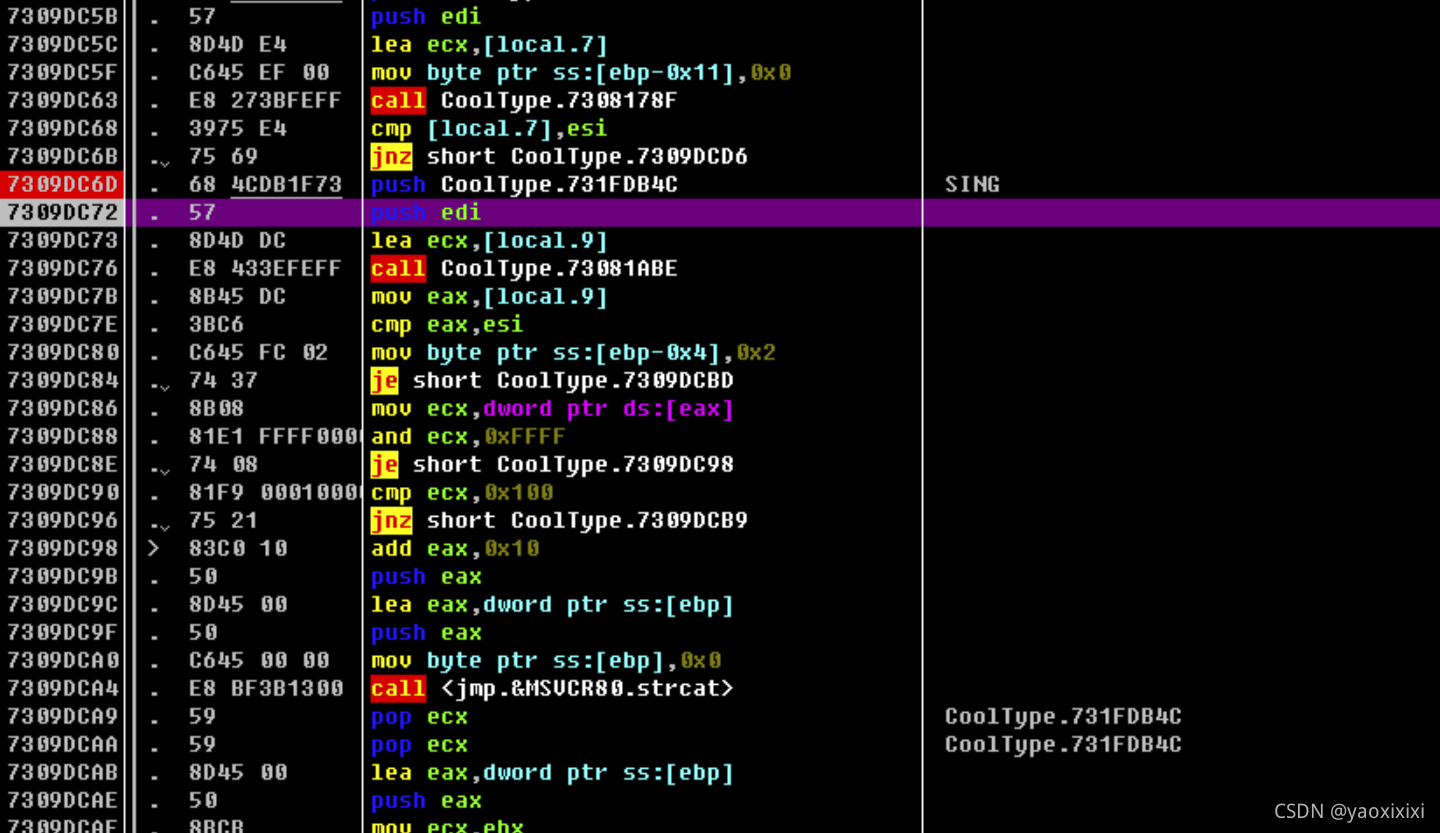 7309DC5B . 57 push edi
7309DC5C . 8D4D E4 lea ecx,[local.7]
7309DC5F . C645 EF 00 mov byte ptr ss:[ebp-0x11],0x0
7309DC63 . E8 273BFEFF call CoolType.7308178F
7309DC68 . 3975 E4 cmp [local.7],esi
7309DC6B . 75 69 jnz short CoolType.7309DCD6
7309DC6D . 68 4CDB1F73 push CoolType.731FDB4C SING
7309DC72 . 57 push edi
7309DC73 . 8D4D DC lea ecx,[local.9]
7309DC76 . E8 433EFEFF call CoolType.73081ABE
7309DC7B . 8B45 DC mov eax,[local.9]
7309DC7E . 3BC6 cmp eax,esi
7309DC80 . C645 FC 02 mov byte ptr ss:[ebp-0x4],0x2
7309DC84 . 74 37 je short CoolType.7309DCBD
7309DC86 . 8B08 mov ecx,dword ptr ds:[eax]
7309DC88 . 81E1 FFFF000 and ecx,0xFFFF
7309DC8E . 74 08 je short CoolType.7309DC98
7309DC90 . 81F9 0001000 cmp ecx,0x100
7309DC96 . 75 21 jnz short CoolType.7309DCB9
7309DC98 > 83C0 10 add eax,0x10
7309DC9B . 50 push eax
7309DC9C . 8D45 00 lea eax,dword ptr ss:[ebp]
7309DC9F . 50 push eax
7309DCA0 . C645 00 00 mov byte ptr ss:[ebp],0x0
7309DCA4 . E8 BF3B1300 call <jmp.&MSVCR80.strcat>
7309DCA9 . 59 pop ecx CoolType.731FDB4C
7309DCAA . 59 pop ecx CoolType.731FDB4C
7309DCAB . 8D45 00 lea eax,dword ptr ss:[ebp]
7309DCAE . 50 push eax
7309DCAF . 8BCB mov ecx,ebx
CSDN @yaoxixixi